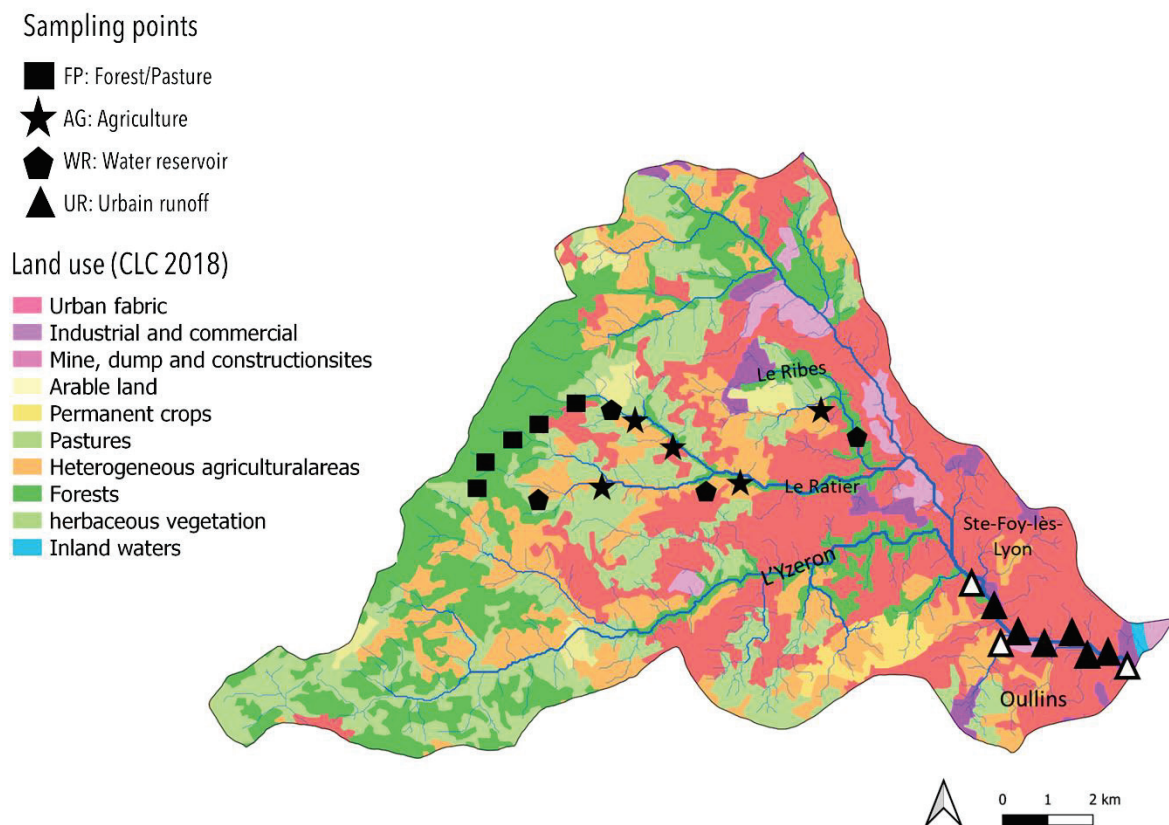 Sampling points
FP: Forest/Pasture
AG: Agriculture
WR: Water reservoir
UR: Urbain runoff
Land use (CLC 2018)
Urban fabric
Industrial and commercial
Mine, dump and constructionsites
Arable land
Permanent crops
Pastures
Heterogeneous agriculturalareas
Forests
herbaceous vegetation
Inland waters
Le Ribes
Le Ratier
L'Yzeron
Ste-Foy-lès-
Lyon
Oullins
0 1 2 km